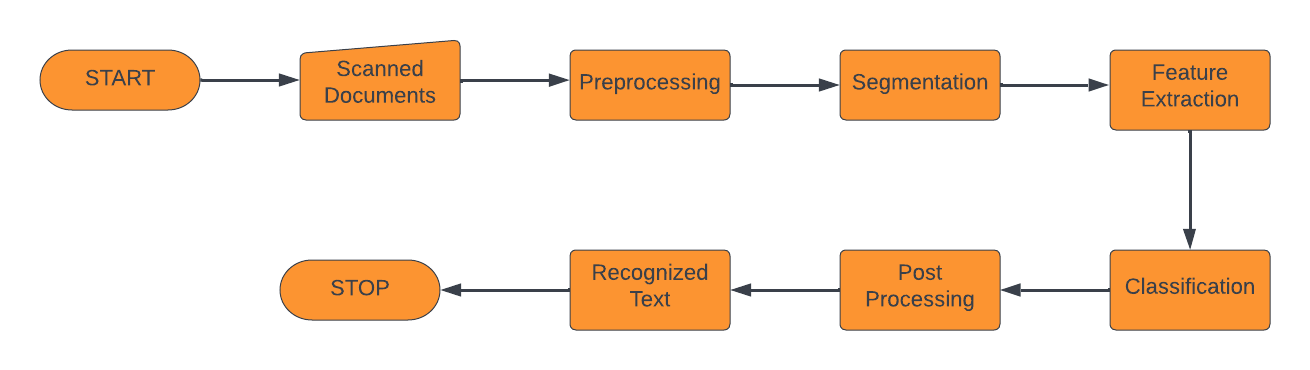 START
Scanned
Documents
Preprocessing
Segmentation
Feature
Extraction
Classification
Post
Processing
Recognized
Text
STOP